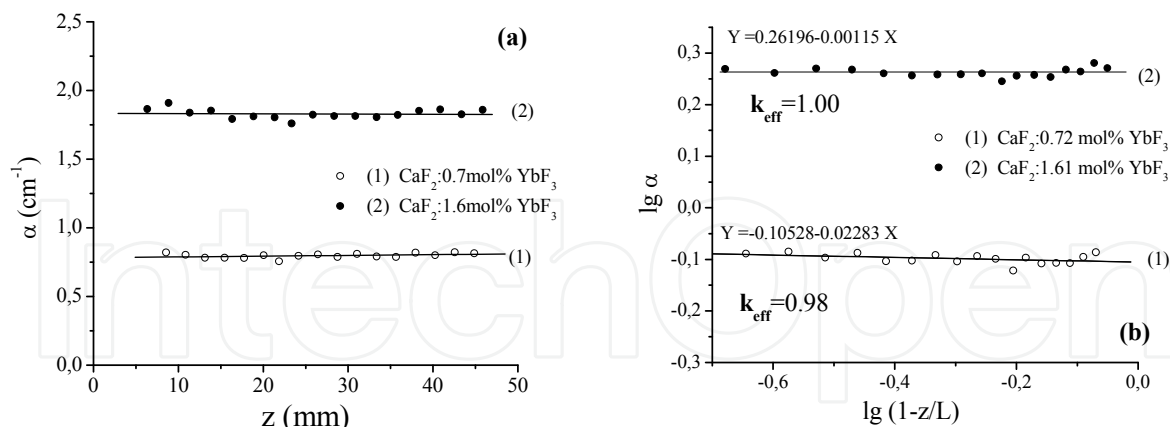 2,5
2,0
1,5
1,0
0,5
0,0
α (cm⁻¹)
(a)
(2)
(1) CaF₂:0.7mol% YbF₃
(2) CaF₂:1.6mol% YbF₃
(1)
0 10 20 30 40 50
z (mm)
Y =0.26196-0.00115 X
0,3
0,2
0,1
0,0
-0,1
-0,2
-0,3
lg α
(2)
k_eff=1.00
(1) CaF₂:0.72 mol% YbF₃
(2) CaF₂:1.61 mol% YbF₃
Y=-0.10528-0.02283 X
(1)
k_eff=0.98
(b)
-0,6 -0,4 -0,2 0,0
lg (1-z/L)
IntechOpen